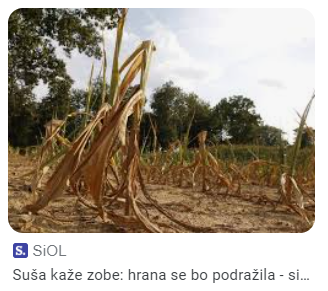 S. SiOL
Suša kaže zobe: hrana se bo podražila - si...